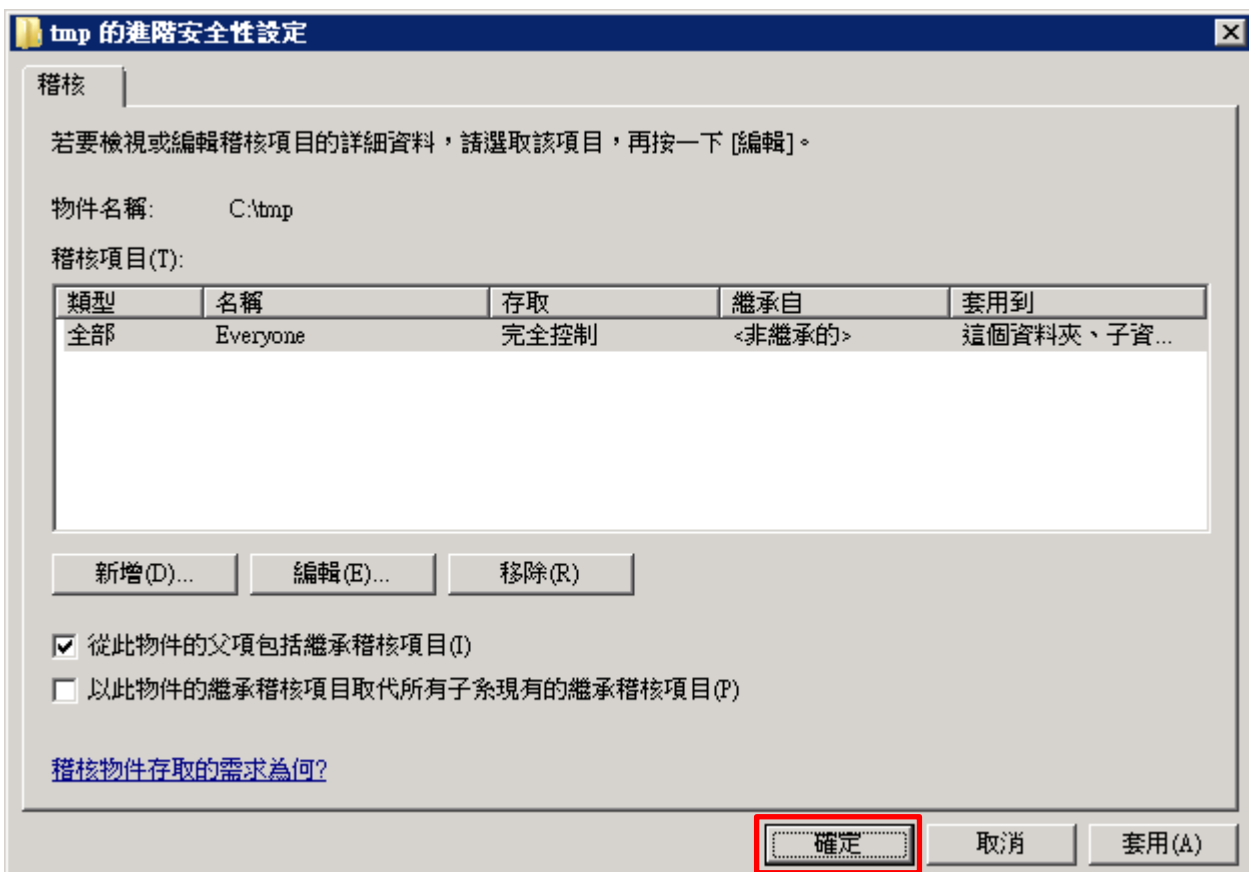 tmp 的進階安全性設定
稽核
若要檢視或編輯稽核項目的詳細資料，請選取該項目，再按一下 [編輯]。
物件名稱: C:\tmp
稽核項目(T):
類型 名稱 存取 繼承自 套用到
全部 Everyone 完全控制 <非繼承的> 這個資料夾、子資...
新增(D)... 編輯(E)... 移除(R)
從此物件的父項包括繼承稽核項目(I)
以此物件的繼承稽核項目取代所有子系現有的繼承稽核項目(P)
稽核物件存取的需求為何?
確定 取消 套用(A)